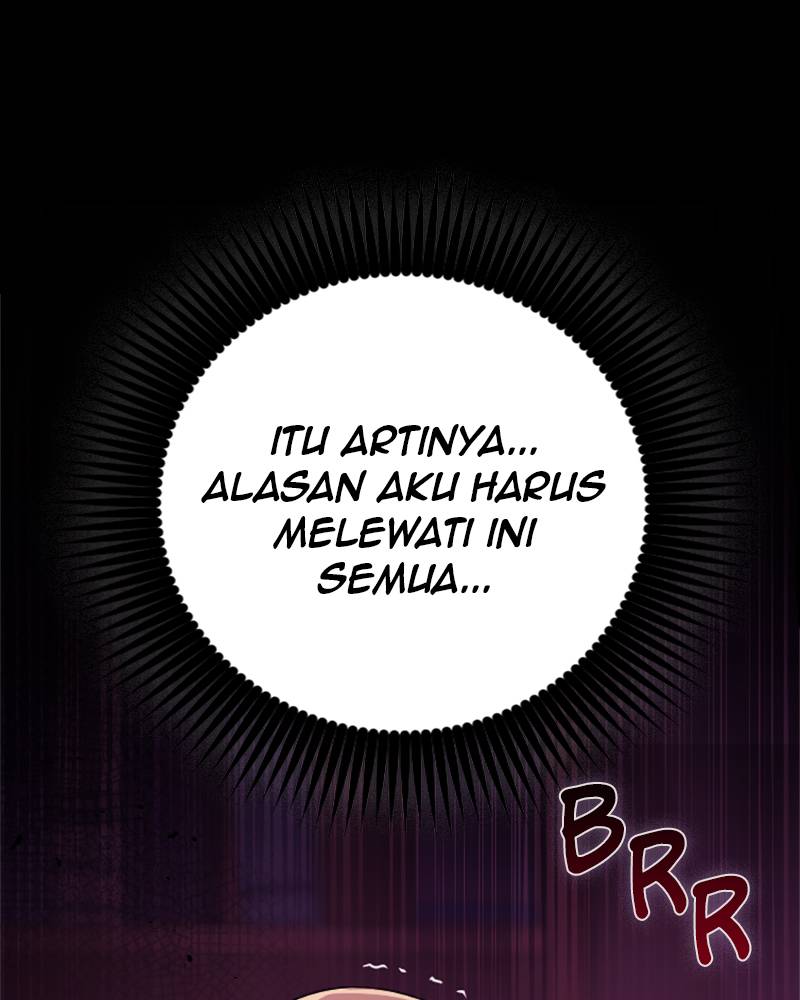 ITU ARTINYA...
ALASAN AKU HARUS
MELEWATI INI
SEMUA...
BRR